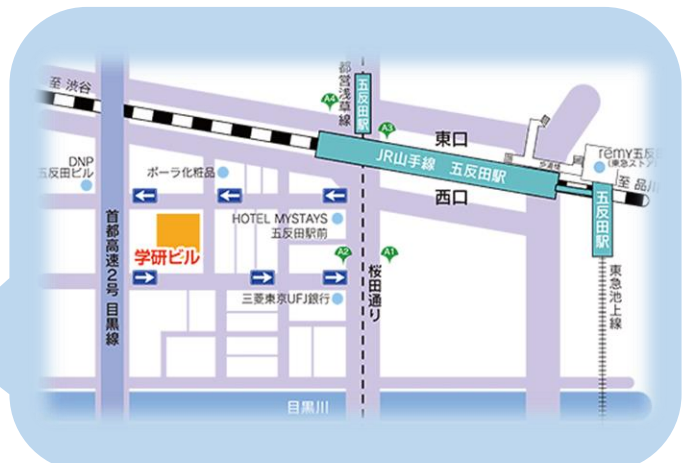 至 渋谷
都営浅草線
五反田駅
A4
A3
東口
JR山手線 五反田駅
西口
歩道橋
rémy五反田
(東急ストア)
至 品川
五反田駅
東急池上線
DNP
五反田ビル
ポーラ化粧品
HOTEL MYSTAYS
五反田駅前
学研ビル
A2
A1
三菱東京UFJ銀行
桜田通り
首都高速2号 目黒線
目黒川